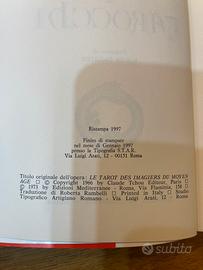 TAROCCHI
Ristampa 1997
Finito di stampare
nel mese di Gennaio 1997
presso la Tipografia S.T.A.R.
Via Luigi Arati, 12 - 00151 Roma
Titolo originale dell'opera: LE TAROT DES IMAGIERS DU MOYEN
AGE □ © Copyright 1966 by Claude Tchou Editeur, Paris □
© 1973 by Edizioni Mediterranee - Roma, Via Flaminia, 158 □
Traduzione di Roberta Rambelli □ Printed in Italy □ Studio
Tipografico Artigiano Romano. - Via Luigi Arati, 12 - Roma
subito